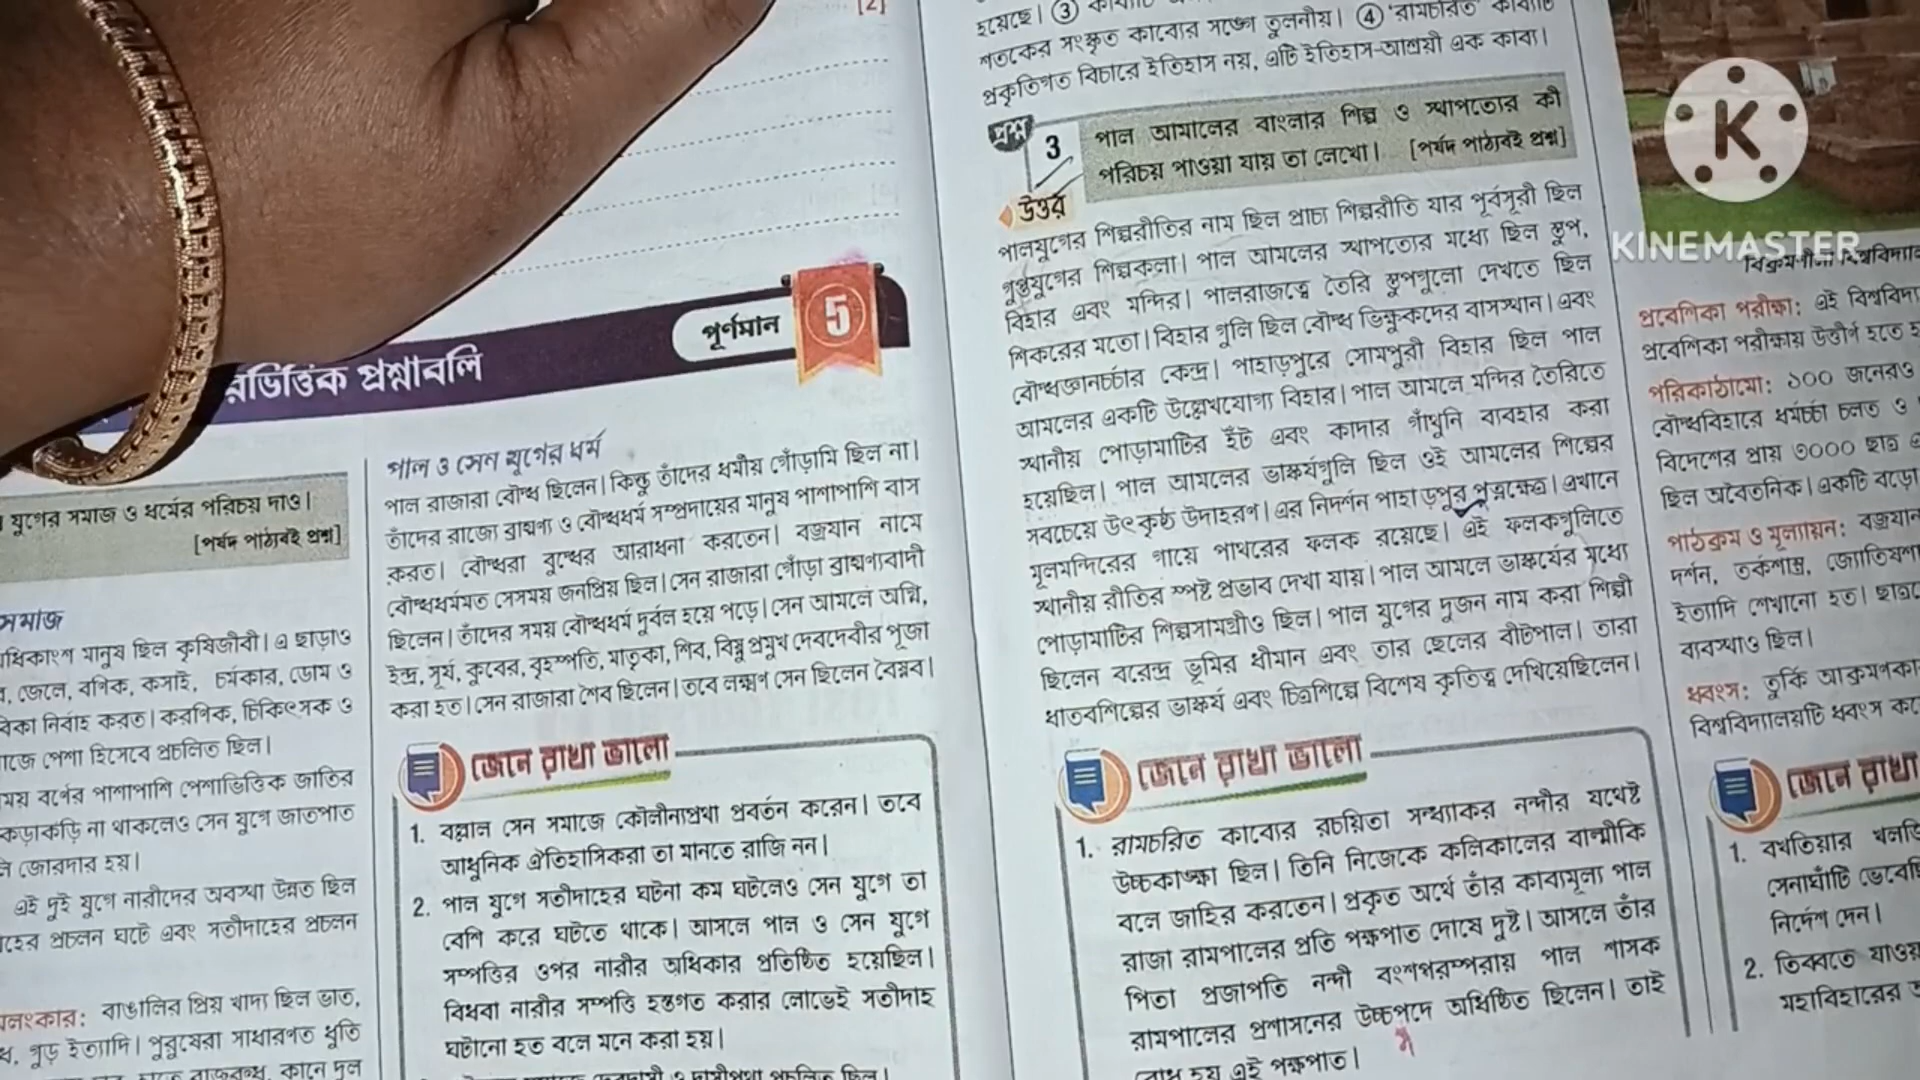 [2]
রভিত্তিক প্রশ্নাবলি
পূর্ণমান 5
যুগের সমাজ ও ধর্মের পরিচয় দাও।
[পর্ষদ পাঠ্যবই প্রশ্ন]
সমাজ
মানুষ ছিল কৃষিজীবী। এ ছাড়াও
জেলে, বণিক, কসাই, চর্মকার, ডোম ও
নির্বাহ করত। করণিক, চিকিৎসক ও
পেশা হিসেবে প্রচলিত ছিল।
বর্ণের পাশাপাশি পেশাভিত্তিক জাতির
না থাকলেও সেন যুগে জাতপাত
জোরদার হয়।
এই দুই যুগে নারীদের অবস্থা উন্নত ছিল
প্রচলন ঘটে এবং সতীদাহের প্রচলন
বাঙালির প্রিয় খাদ্য ছিল ভাত,
গুড় ইত্যাদি। পুরুষেরা সাধারণত ধুতি
কানে দুল
পাল ও সেন যুগের ধর্ম
পাল রাজারা বৌদ্ধ ছিলেন। কিন্তু তাঁদের ধর্মীয় গোঁড়ামি ছিল না।
তাঁদের রাজ্যে ব্রাহ্মণ্য ও বৌদ্ধধর্ম সম্প্রদায়ের মানুষ পাশাপাশি বাস
করত। বৌদ্ধরা বুদ্ধের আরাধনা করতেন। বজ্রযান নামে
বৌদ্ধধর্মমত সেসময় জনপ্রিয় ছিল। সেন রাজারা গোঁড়া ব্রাহ্মণ্যবাদী
ছিলেন। তাঁদের সময় বৌদ্ধধর্ম দুর্বল হয়ে পড়ে। সেন আমলে অগ্নি,
ইন্দ্র, সূর্য, কুবের, বৃহস্পতি, মাতৃকা, শিব, বিষ্ণু প্রমুখ দেবদেবীর পূজা
করা হত। সেন রাজারা শৈব ছিলেন। তবে লক্ষ্মণ সেন ছিলেন বৈষ্ণব।
জেনে রাখা ভালো
1. বল্লাল সেন সমাজে কৌলীন্যপ্রথা প্রবর্তন করেন। তবে
আধুনিক ঐতিহাসিকরা তা মানতে রাজি নন।
2. পাল যুগে সতীদাহের ঘটনা কম ঘটলেও সেন যুগে তা
বেশি করে ঘটতে থাকে। আসলে পাল ও সেন যুগে
সম্পত্তির ওপর নারীর অধিকার প্রতিষ্ঠিত হয়েছিল।
বিধবা নারীর সম্পত্তি হস্তগত করার লোভেই সতীদাহ
ঘটানো হত বলে মনে করা হয়।
হয়েছে। ③
④ 'রামচরিত' কাব্যটি
শতকের সংস্কৃত কাব্যের সঙ্গে তুলনীয়।
প্রকৃতিগত বিচারে ইতিহাস নয়, এটি ইতিহাস-আশ্রয়ী এক কাব্য।
প্রশ্ন 3 পাল আমলের বাংলার শিল্প ও স্থাপত্যের কী
পরিচয় পাওয়া যায় তা লেখো। [পর্ষদ পাঠ্যবই প্রশ্ন]
উত্তর
পালযুগের শিল্পরীতির নাম ছিল প্রাচ্য শিল্পরীতি যার পূর্বসূরী ছিল
গুপ্তযুগের শিল্পকলা। পাল আমলের স্থাপত্যের মধ্যে ছিল স্তূপ,
বিহার এবং মন্দির। পালরাজত্বে তৈরি স্তূপগুলো দেখতে ছিল
শিকরের মতো। বিহার গুলি ছিল বৌদ্ধ ভিক্ষুকদের বাসস্থান। এবং
বৌদ্ধজ্ঞানচর্চার কেন্দ্র। পাহাড়পুরে সোমপুরী বিহার ছিল পাল
আমলের একটি উল্লেখযোগ্য বিহার। পাল আমলে মন্দির তৈরিতে
স্থানীয় পোড়ামাটির ইঁট এবং কাদার গাঁথুনি ব্যবহার করা
হয়েছিল। পাল আমলের ভাস্কর্যগুলি ছিল ওই আমলের শিল্পের
সবচেয়ে উৎকৃষ্ঠ উদাহরণ। এর নিদর্শন পাহাড়পুর প্রত্নক্ষেত্র। এখানে
মূলমন্দিরের গায়ে পাথরের ফলক রয়েছে। এই ফলকগুলিতে
স্থানীয় রীতির স্পষ্ট প্রভাব দেখা যায়। পাল আমলে ভাস্কর্যের মধ্যে
পোড়ামাটির শিল্পসামগ্রীও ছিল। পাল যুগের দুজন নাম করা শিল্পী
ছিলেন বরেন্দ্র ভূমির ধীমান এবং তার ছেলের বীটপাল। তারা
ধাতবশিল্পের ভাস্কর্য এবং চিত্রশিল্পে বিশেষ কৃতিত্ব দেখিয়েছিলেন।
জেনে রাখা ভালো
1. রামচরিত কাব্যের রচয়িতা সন্ধ্যাকর নন্দীর যথেষ্ট
উচ্চাকাঙ্ক্ষা ছিল। তিনি নিজেকে কলিকালের বাল্মীকি
বলে জাহির করতেন। প্রকৃত অর্থে তাঁর কাব্যমূল্য পাল
রাজা রামপালের প্রতি পক্ষপাত দোষে দুষ্ট। আসলে তাঁর
পিতা প্রজাপতি নন্দী বংশপরম্পরায় পাল শাসক
রামপালের প্রশাসনের উচ্চপদে অধিষ্ঠিত ছিলেন। তাই
বোধ হয় এই পক্ষপাত।
K
KINEMASTER
প্রবেশিকা পরীক্ষা: এই
প্রবেশিকা পরীক্ষায় উত্তীর্ণ হতে
পরিকাঠামো: ১০০ জনেরও
বৌদ্ধবিহারে ধর্মচর্চা চলত ও
বিদেশের প্রায় ৩০০০ ছাত্র
ছিল অবৈতনিক। একটি বড়ো
পাঠক্রম ও মূল্যায়ন: বজ্রযান
দর্শন, তর্কশাস্ত্র,
ইত্যাদি শেখানো হত।
ব্যবস্থাও ছিল।
ধ্বংস: তুর্কি
বিশ্ববিদ্যালয়টি ধ্বংস
জেনে রাখা
1. বখতিয়ার
নির্দেশ দেন।
2. তিব্বতে যাওয়
মহাবিহারের